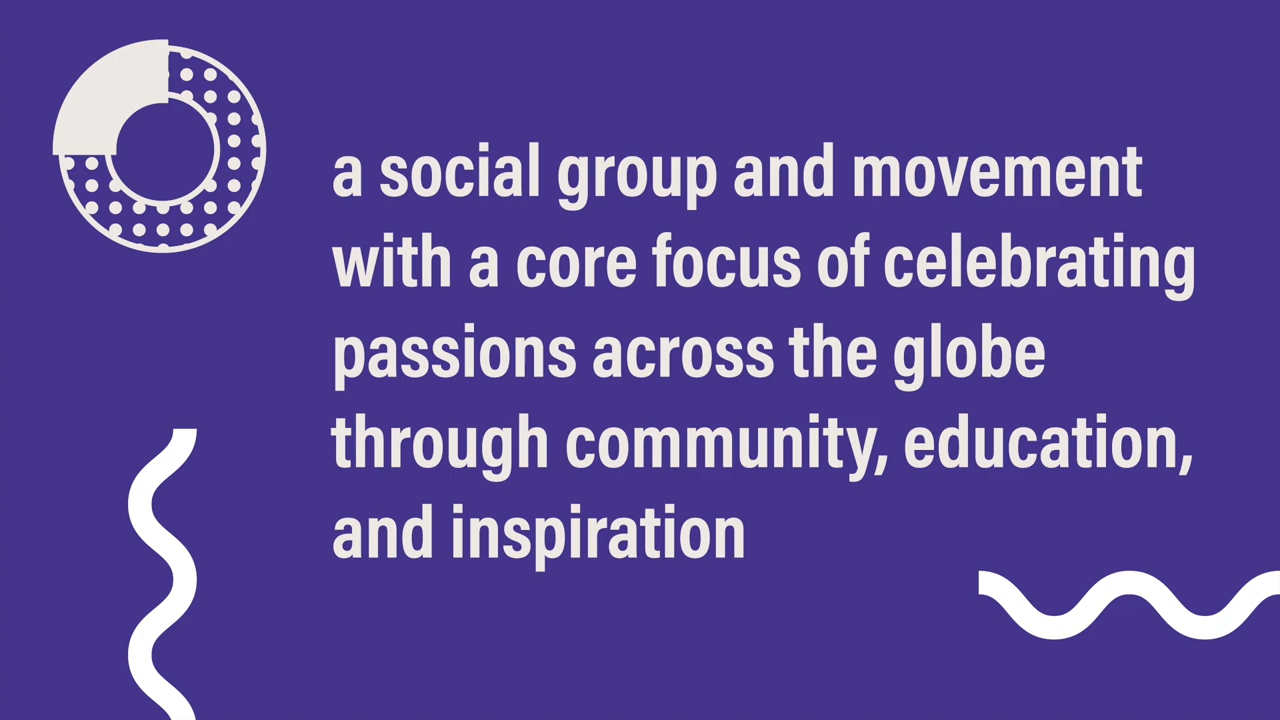 a social group and movement
with a core focus of celebrating
passions across the globe
through community, education,
and inspiration